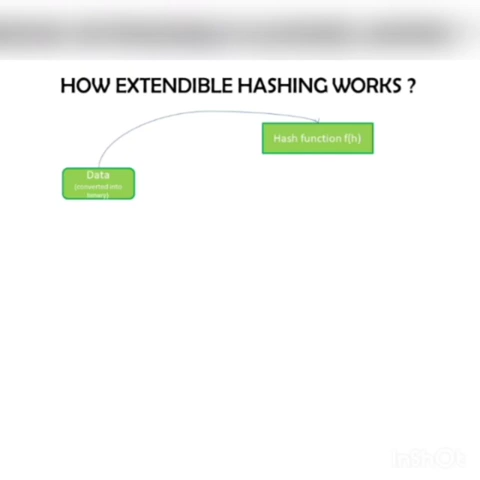 HOW EXTENDIBLE HASHING WORKS ?
Hash function f(h)
Data
(converted into
binary)